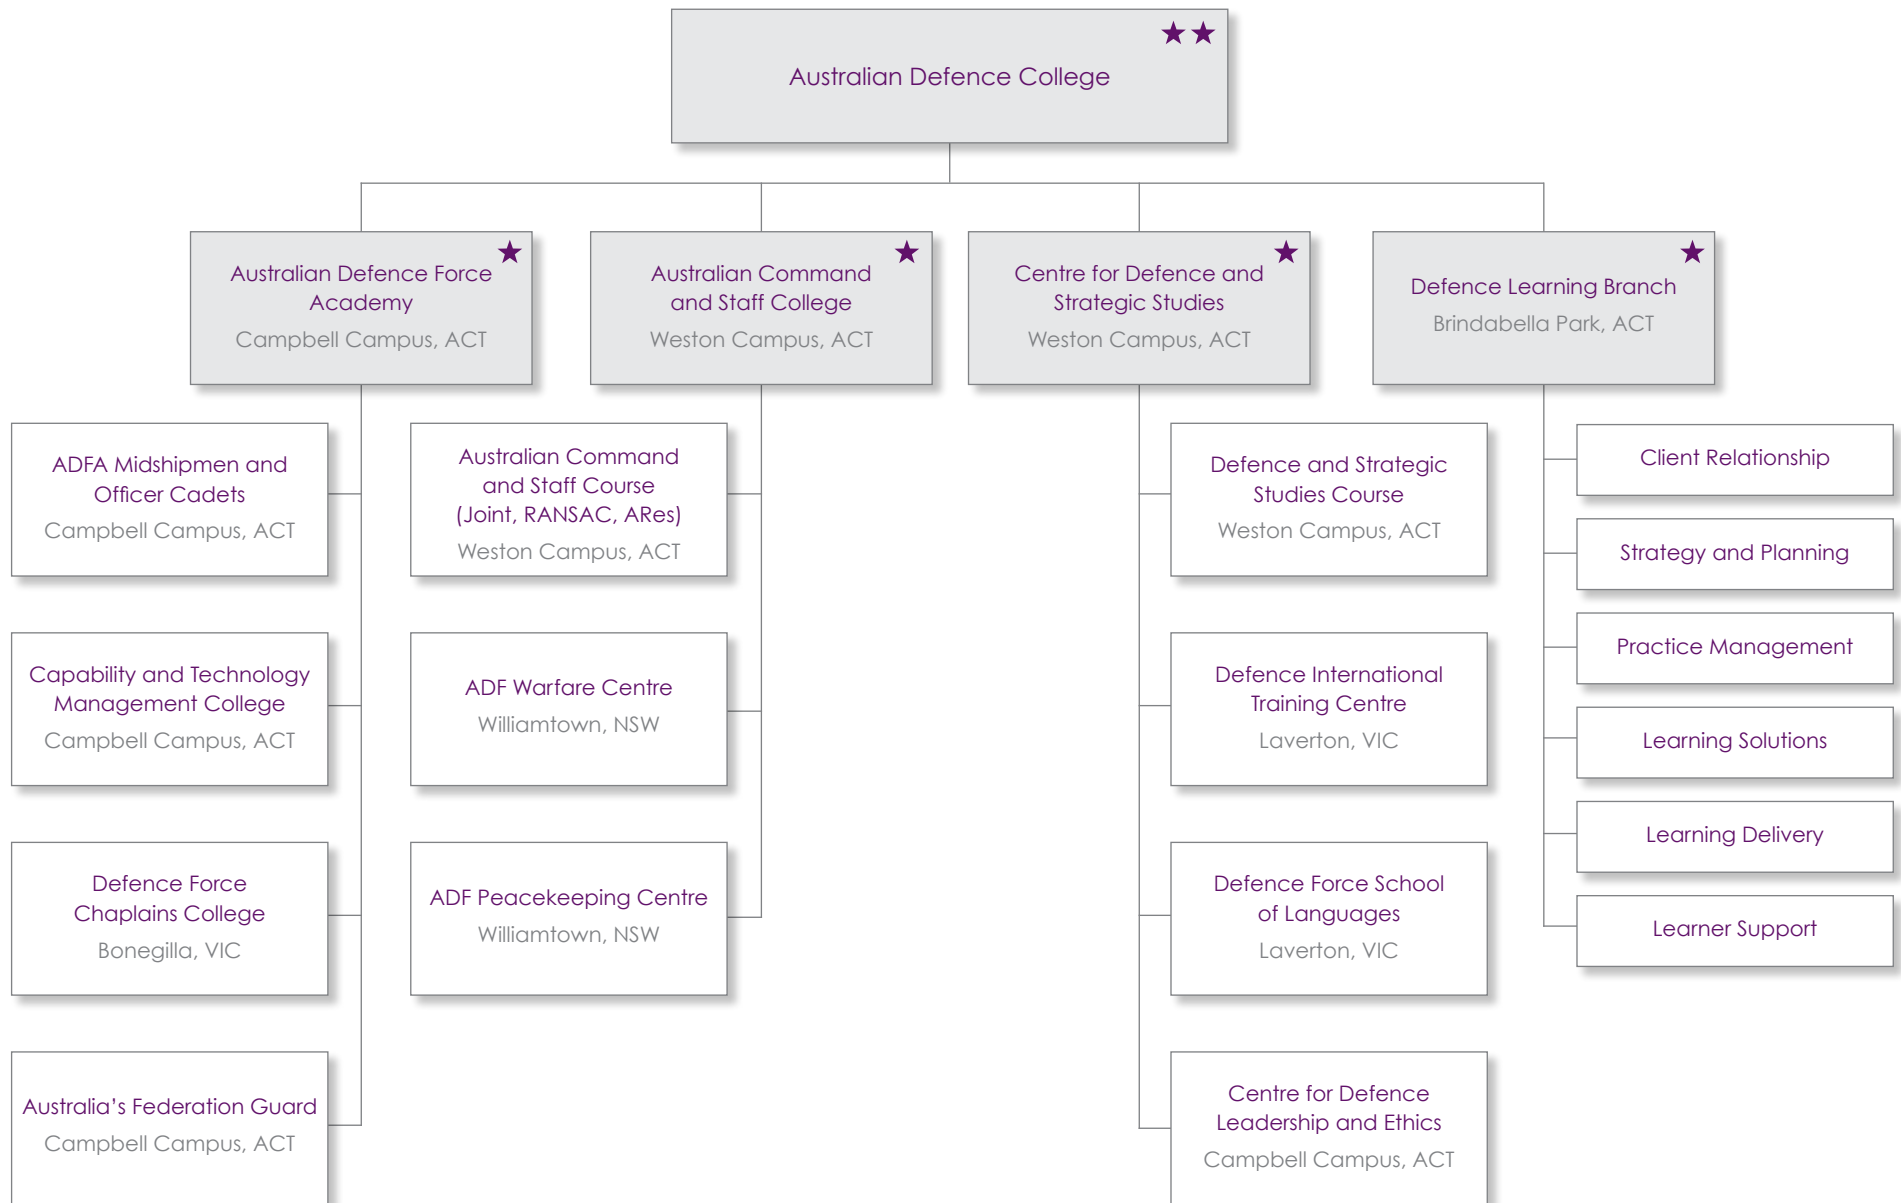 Australian Defence College
Australian Defence Force
Academy
Campbell Campus, ACT
Australian Command
and Staff College
Weston Campus, ACT
Centre for Defence and
Strategic Studies
Weston Campus, ACT
Defence Learning Branch
Brindabella Park, ACT
ADFA Midshipmen and
Officer Cadets
Campbell Campus, ACT
Capability and Technology
Management College
Campbell Campus, ACT
Defence Force
Chaplains College
Bonegilla, VIC
Australia’s Federation Guard
Campbell Campus, ACT
Australian Command
and Staff Course
(Joint, RANSAC, ARes)
Weston Campus, ACT
ADF Warfare Centre
Williamtown, NSW
ADF Peacekeeping Centre
Williamtown, NSW
Defence and Strategic
Studies Course
Weston Campus, ACT
Defence International
Training Centre
Laverton, VIC
Defence Force School
of Languages
Laverton, VIC
Centre for Defence
Leadership and Ethics
Campbell Campus, ACT
Client Relationship
Strategy and Planning
Practice Management
Learning Solutions
Learning Delivery
Learner Support